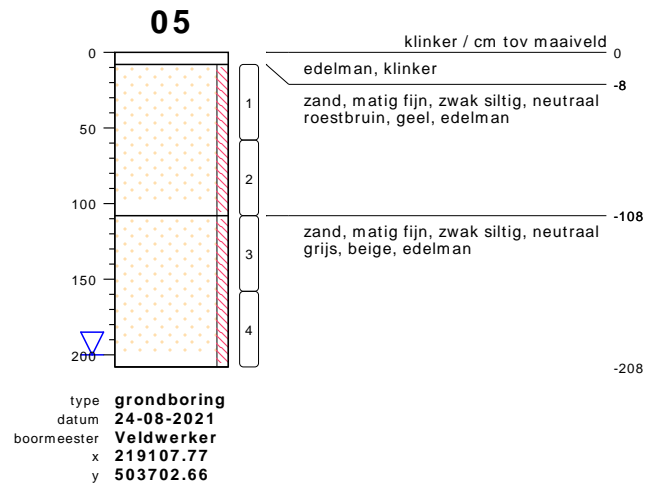 05
klinker / cm tov maaiveld
0
0
edelman, klinker
-8
zand, matig fijn, zwak siltig, neutraal
roestbruin, geel, edelman
1
50
2
100
-108
zand, matig fijn, zwak siltig, neutraal
grijs, beige, edelman
3
150
4
200
-208
type grondboring
datum 24-08-2021
boormeester Veldwerker
x 219107.77
y 503702.66